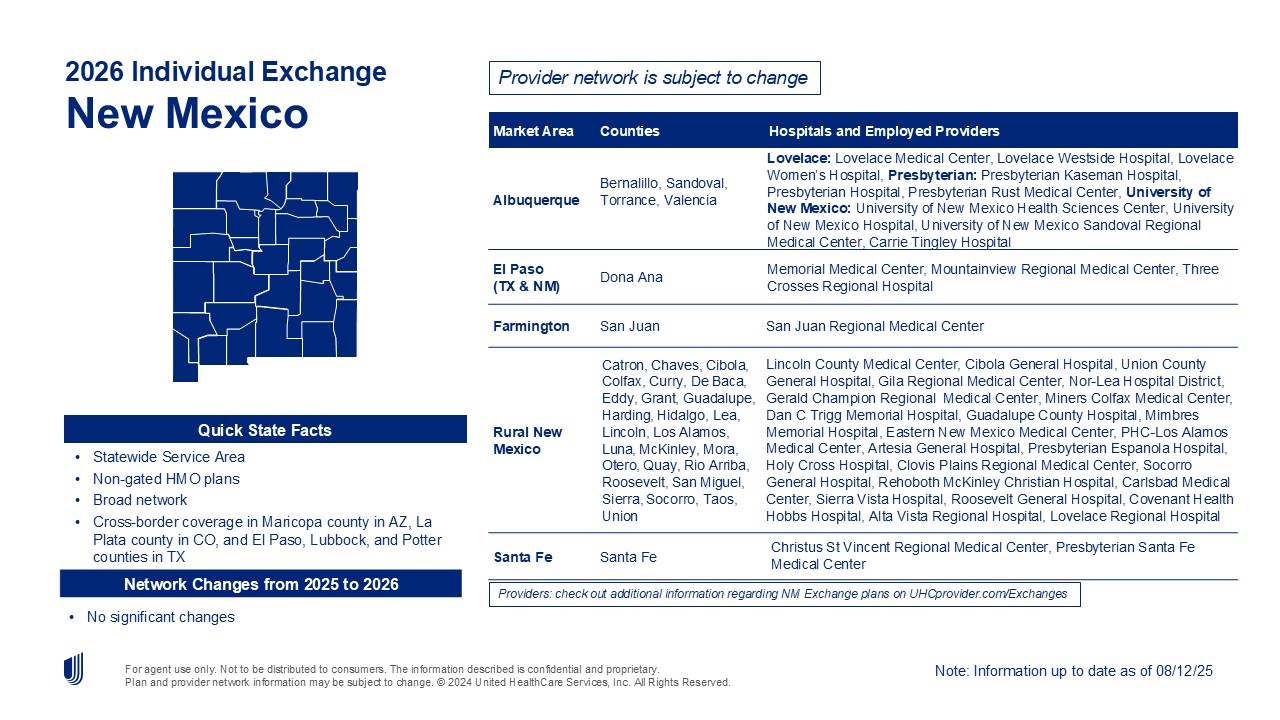 2026 Individual Exchange
New Mexico
Quick State Facts
• Statewide Service Area
• Non-gated HMO plans
• Broad network
• Cross-border coverage in Maricopa county in AZ, La
Plata county in CO, and El Paso, Lubbock, and Potter
counties in TX
Network Changes from 2025 to 2026
• No significant changes
Provider network is subject to change
Market Area Counties Hospitals and Employed Providers
Albuquerque
Bernalillo, Sandoval,
Torrance, Valencia
Lovelace: Lovelace Medical Center, Lovelace Westside Hospital, Lovelace
Women's Hospital, Presbyterian: Presbyterian Kaseman Hospital,
Presbyterian Hospital, Presbyterian Rust Medical Center, University of
New Mexico: University of New Mexico Health Sciences Center, University
of New Mexico Hospital, University of New Mexico Sandoval Regional
Medical Center, Carrie Tingley Hospital
El Paso
(TX & NM)
Dona Ana
Memorial Medical Center, Mountainview Regional Medical Center, Three
Crosses Regional Hospital
Farmington
San Juan
San Juan Regional Medical Center
Rural New
Mexico
Catron, Chaves, Cibola,
Colfax, Curry, De Baca,
Eddy, Grant, Guadalupe,
Harding, Hidalgo, Lea,
Lincoln, Los Alamos,
Luna, McKinley, Mora,
Otero, Quay, Rio Arriba,
Roosevelt, San Miguel,
Sierra, Socorro, Taos,
Union
Lincoln County Medical Center, Cibola General Hospital, Union County
General Hospital, Gila Regional Medical Center, Nor-Lea Hospital District,
Gerald Champion Regional Medical Center, Miners Colfax Medical Center,
Dan C Trigg Memorial Hospital, Guadalupe County Hospital, Mimbres
Memorial Hospital, Eastern New Mexico Medical Center, PHC-Los Alamos
Medical Center, Artesia General Hospital, Presbyterian Espanola Hospital,
Holy Cross Hospital, Clovis Plains Regional Medical Center, Socorro
General Hospital, Rehoboth McKinley Christian Hospital, Carlsbad Medical
Center, Sierra Vista Hospital, Roosevelt General Hospital, Covenant Health
Hobbs Hospital, Alta Vista Regional Hospital, Lovelace Regional Hospital
Santa Fe
Santa Fe
Christus St Vincent Regional Medical Center, Presbyterian Santa Fe
Medical Center
Providers: check out additional information regarding NM Exchange plans on UHCprovider.com/Exchanges
For agent use only. Not to be distributed to consumers. The information described is confidential and proprietary.
Plan and provider network information may be subject to change. © 2024 United HealthCare Services, Inc. All Rights Reserved.
Note: Information up to date as of 08/12/25